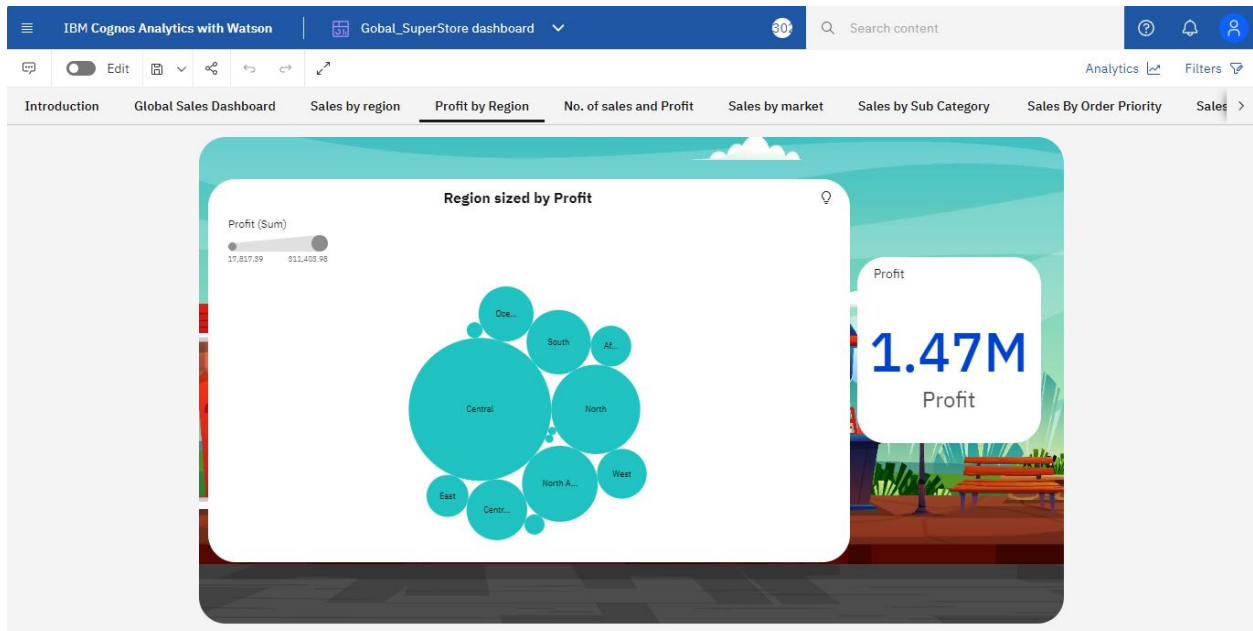 IBM Cognos Analytics with Watson
Gobal_SuperStore dashboard
302
Search content
Edit
Analytics
Filters
Introduction
Global Sales Dashboard
Sales by region
Profit by Region
No. of sales and Profit
Sales by market
Sales by Sub Category
Sales By Order Priority
Sales
Region sized by Profit
Profit (Sum)
17,817.39
311,403.98
Oce...
South
Af...
Central
North
West
North A...
East
Centr...
Profit
1.47M
Profit